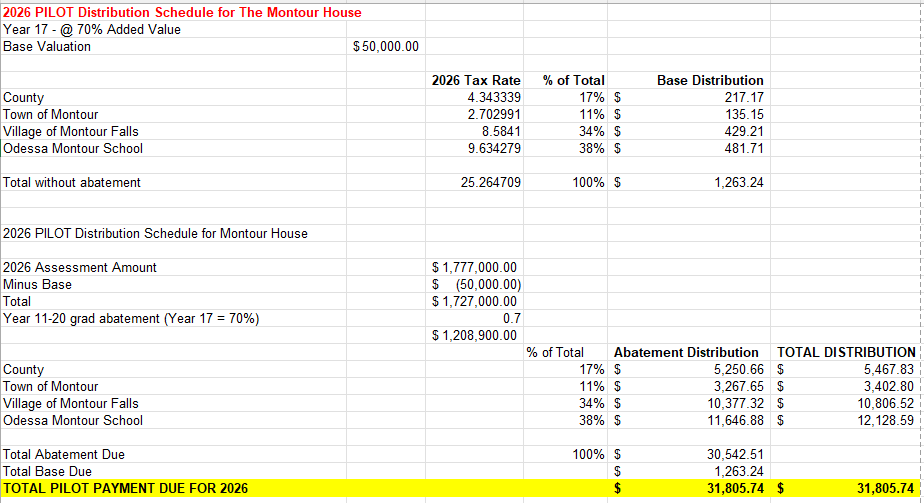 2026 PILOT Distribution Schedule for The Montour House
Year 17 - @ 70% Added Value
Base Valuation $50,000.00
2026 Tax Rate % of Total Base Distribution
County 4.343339 17% $ 217.17
Town of Montour 2.702991 11% $ 135.15
Village of Montour Falls 8.5841 34% $ 429.21
Odessa Montour School 9.634279 38% $ 481.71
Total without abatement 25.264709 100% $ 1,263.24
2026 PILOT Distribution Schedule for Montour House
2026 Assessment Amount $ 1,777,000.00
Minus Base $ (50,000.00)
Total $ 1,727,000.00
Year 11-20 grad abatement (Year 17 = 70%) 0.7
$ 1,208,900.00
% of Total Abatement Distribution TOTAL DISTRIBUTION
County 17% $ 5,250.66 $ 5,467.83
Town of Montour 11% $ 3,267.65 $ 3,402.80
Village of Montour Falls 34% $ 10,377.32 $ 10,806.52
Odessa Montour School 38% $ 11,646.88 $ 12,128.59
Total Abatement Due 100% $ 30,542.51
Total Base Due $ 1,263.24
TOTAL PILOT PAYMENT DUE FOR 2026 $ 31,805.74 $ 31,805.74